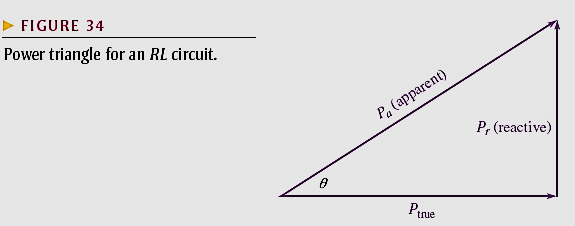 FIGURE 34
Power triangle for an RL circuit.
Pa (apparent)
Pr (reactive)
θ
Ptrue